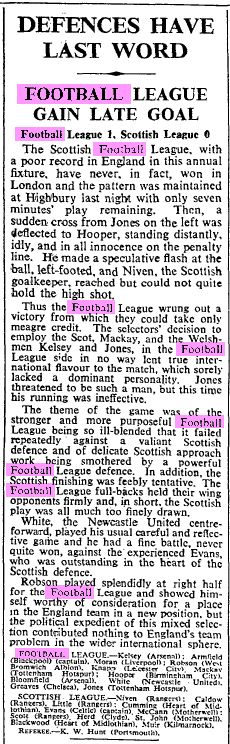 DEFENCES HAVE
LAST WORD
FOOTBALL LEAGUE
GAIN LATE GOAL
Football League 1, Scottish League 0
The Scottish Football League, with
a poor record in England in this annual
fixture, have never, in fact, won in
London and the pattern was maintained
at Highbury last night with only seven
minutes' play remaining. Then, a
sudden cross from Jones on the left was
deflected to Hooper, standing distantly,
idly, and in all innocence on the penalty
line. He made a speculative flash at the
ball, left-footed, and Niven, the Scottish
goalkeeper, reached but could not quite
hold the high shot.
Thus the Football League wrung out a
victory from which they could take only
meagre credit. The selectors' decision to
employ the Scot, Mackay, and the Welsh-
men Kelsey and Jones, in the Football
League side in no way lent true inter-
national flavour to the match, which sorely
lacked a dominant personality. Jones
threatened to be such a man, but this time
his running was ineffective.
The theme of the game was of the
stronger and more purposeful Football
League being so ill-blended that it failed
repeatedly against a valiant Scottish
defence and of delicate Scottish approach
work being smothered by a powerful
Football League defence. In addition, the
Scottish finishing was feebly tentative. The
Football League full-backs held their wing
opponents firmly and, in short, the Scottish
play was all much too finely drawn.
White, the Newcastle United centre-
forward, played his usual careful and reflec-
tive game and he had a fine battle, never
quite won, against the experienced Evans,
who was outstanding in the heart of the
Scottish defence.
Robson played splendidly at right half
for the Football League and showed him-
self worthy of consideration for a place
in the England team in a new position, but
the political expedient of this mixed selec-
tion contributed nothing to England's team
problem in the wider international sphere.
FOOTBALL LEAGUE.—Kelsey (Arsenal); Armfield
(Blackpool) (captain), Moran (Liverpool); Robson (West
Bromwich Albion), Knapp (Leicester City), Mackay
(Tottenham Hotspur); Hooper (Birmingham City),
Bloomfield (Arsenal), White (Newcastle United),
Greaves (Chelsea), Jones (Tottenham Hotspur).
SCOTTISH LEAGUE.—Niven (Rangers); Caldow
(Rangers), Little (Rangers); Cumming (Heart of Mid-
lothian), Evans (Celtic) (captain), McCann (Motherwell);
Scott (Rangers), Herd (Clyde), St. John (Motherwell),
Blackwood (Heart of Midlothian), Muir (Kilmarnock).
REFEREE.—K. W. Hunt (Portsmouth).